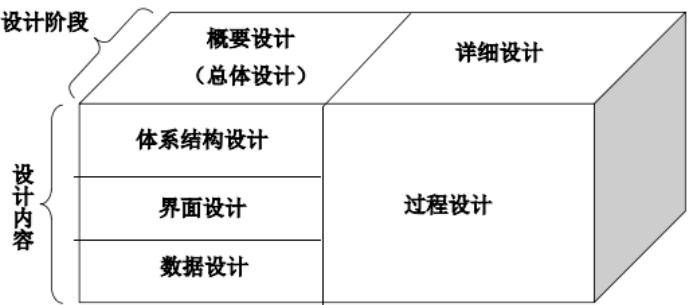 设计阶段
概要设计
（总体设计）
详细设计
设计内容
体系结构设计
界面设计
数据设计
过程设计